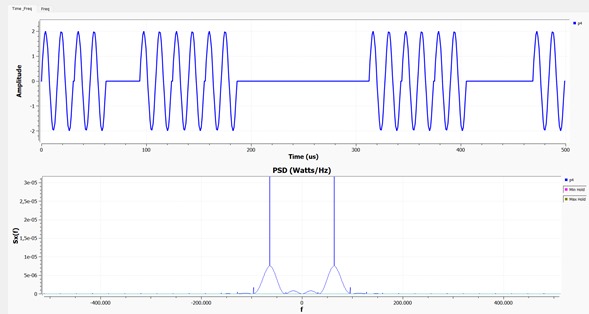 Time_Freq Freq
p4
2
1
0
-1
-2
Amplitude
0 100 200 300 400 500
Time (us)
PSD (Watts/Hz)
p4
Min Hold
Max Hold
3e-05
2,5e-05
2e-05
1,5e-05
1e-05
5e-06
0
Sx(f)
-400.000 -200.000 0 200.000 400.000
f